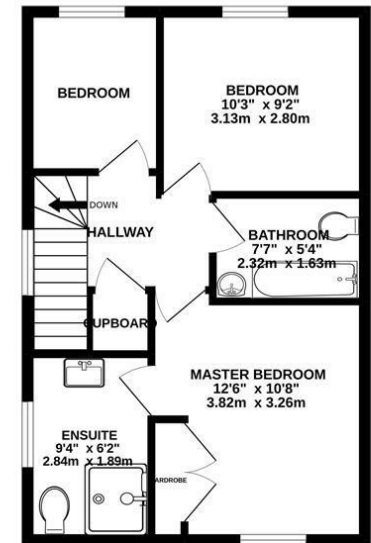 BEDROOM
BEDROOM
10'3" x 9'2"
3.13m x 2.80m
DOWN
HALLWAY
BATHROOM
7'7" x 5'4"
2.32m x 1.63m
CUPBOARD
MASTER BEDROOM
12'6" x 10'8"
3.82m x 3.26m
ENSUITE
9'4" x 6'2"
2.84m x 1.89m
ARDROBE